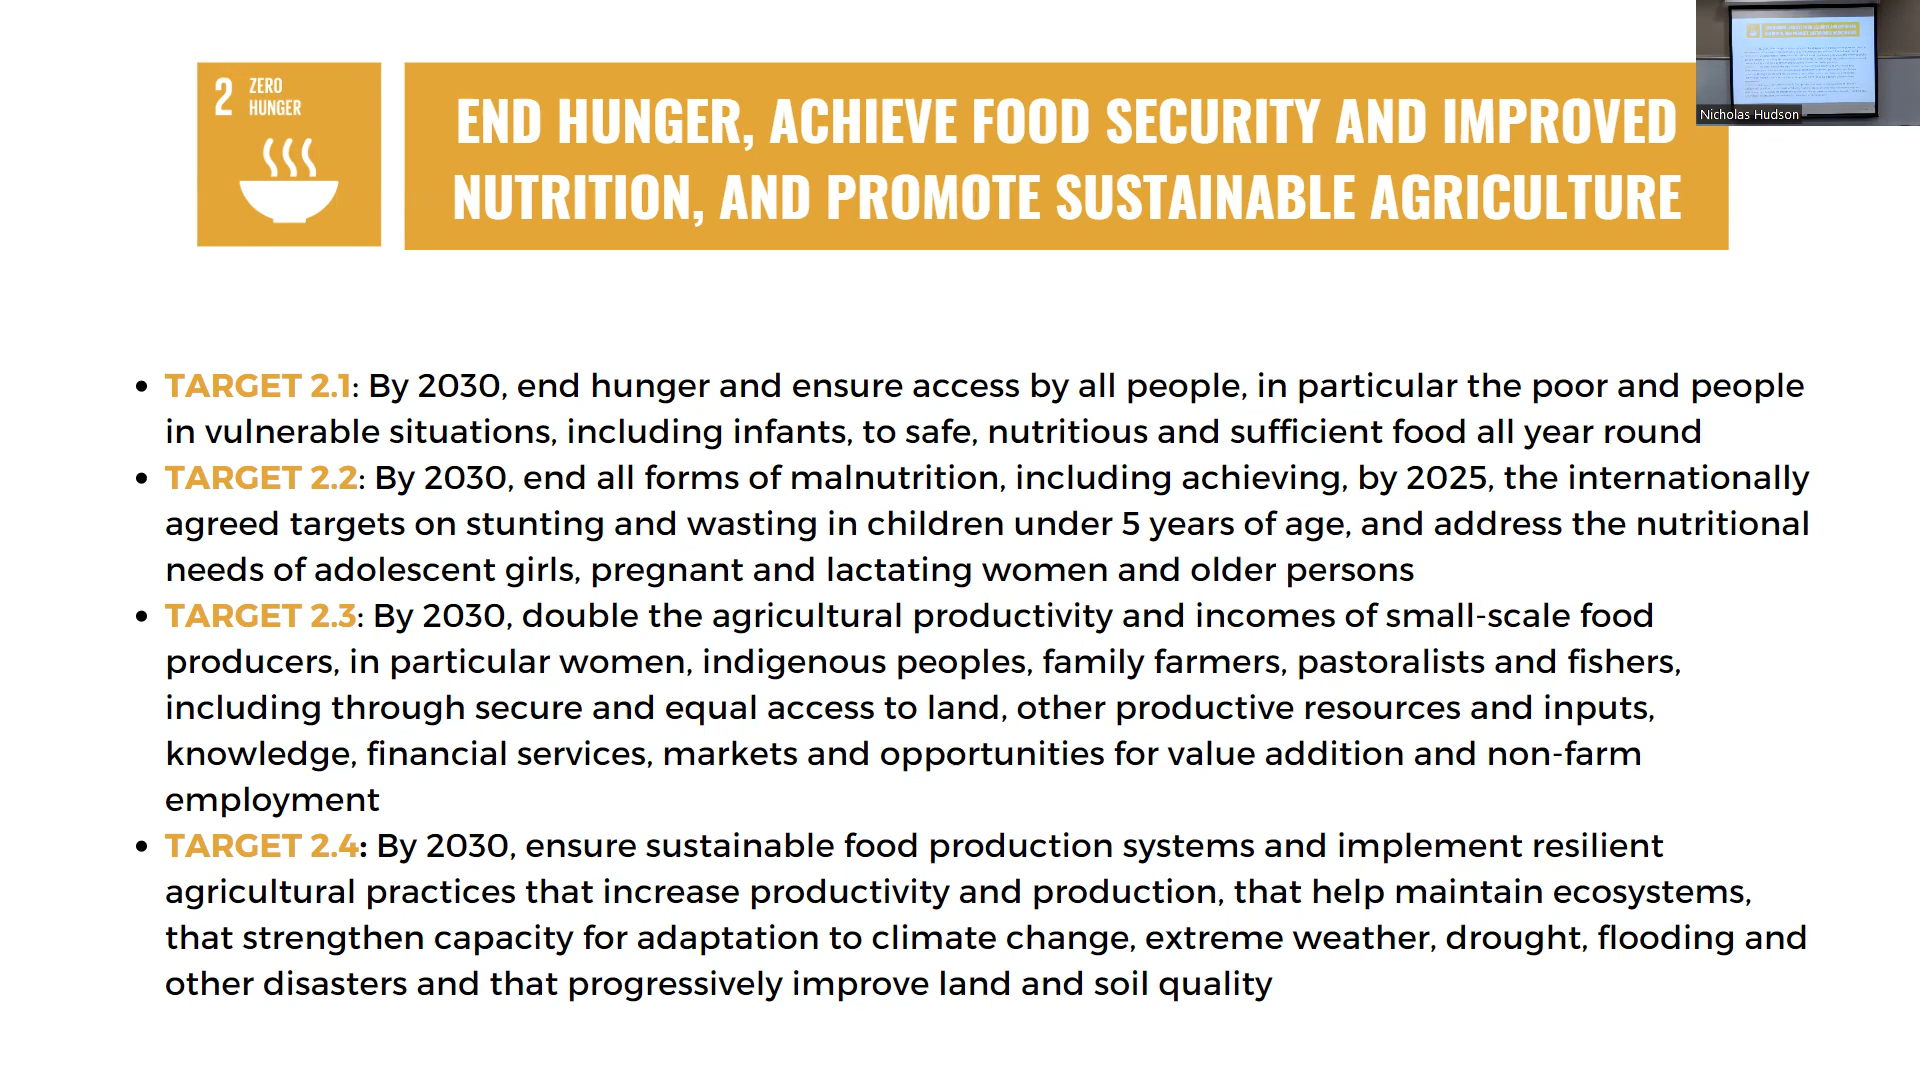 2 ZERO
HUNGER
END HUNGER, ACHIEVE FOOD SECURITY AND IMPROVED
NUTRITION, AND PROMOTE SUSTAINABLE AGRICULTURE
Nicholas Hudson
• TARGET 2.1: By 2030, end hunger and ensure access by all people, in particular the poor and people
in vulnerable situations, including infants, to safe, nutritious and sufficient food all year round
• TARGET 2.2: By 2030, end all forms of malnutrition, including achieving, by 2025, the internationally
agreed targets on stunting and wasting in children under 5 years of age, and address the nutritional
needs of adolescent girls, pregnant and lactating women and older persons
• TARGET 2.3: By 2030, double the agricultural productivity and incomes of small-scale food
producers, in particular women, indigenous peoples, family farmers, pastoralists and fishers,
including through secure and equal access to land, other productive resources and inputs,
knowledge, financial services, markets and opportunities for value addition and non-farm
employment
• TARGET 2.4: By 2030, ensure sustainable food production systems and implement resilient
agricultural practices that increase productivity and production, that help maintain ecosystems,
that strengthen capacity for adaptation to climate change, extreme weather, drought, flooding and
other disasters and that progressively improve land and soil quality